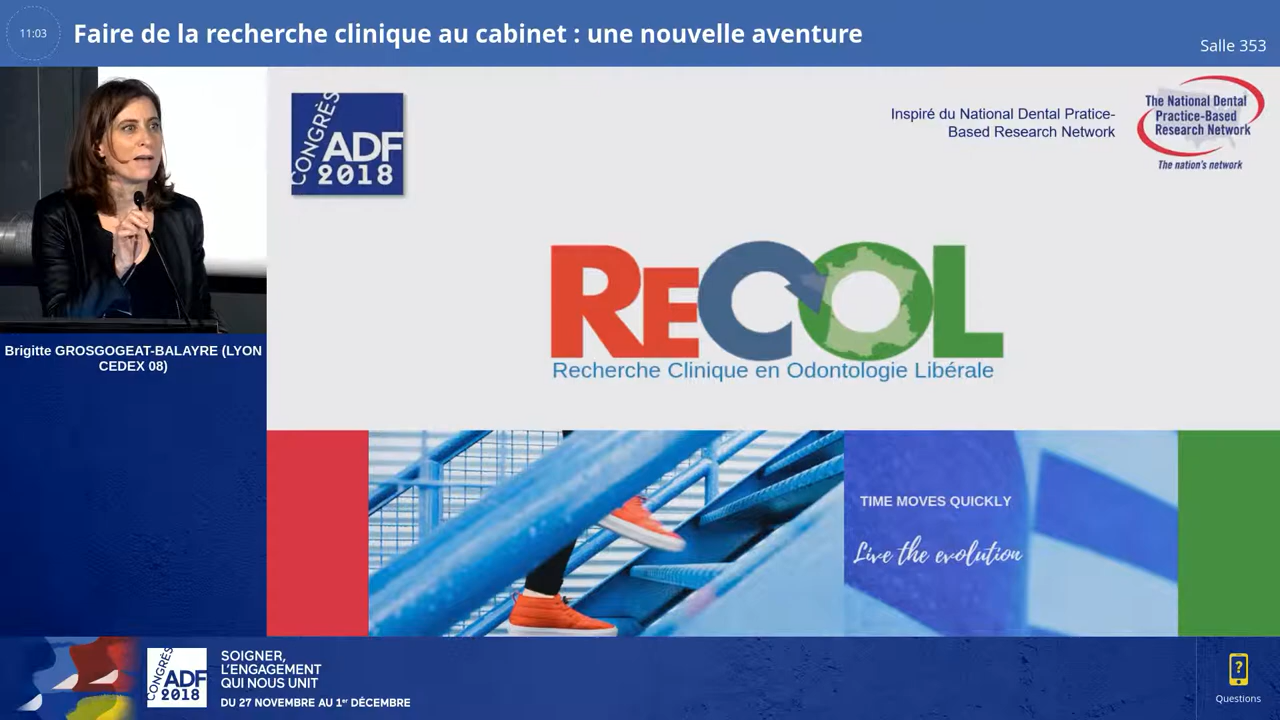 11:03
Faire de la recherche clinique au cabinet : une nouvelle aventure
Salle 353
CONGRÈS
ADF
2018
Inspiré du National Dental Pratice-
Based Research Network
The National Dental
Practice-Based
Research Network
The nation's network
RECOL
Recherche Clinique en Odontologie Libérale
Brigitte GROSGOGEAT-BALAYRE (LYON
CEDEX 08)
TIME MOVES QUICKLY
Live the evolution
CONGRÈS
ADF
2018
SOIGNER,
L'ENGAGEMENT
QUI NOUS UNIT
DU 27 NOVEMBRE AU 1er DÉCEMBRE
?
Questions